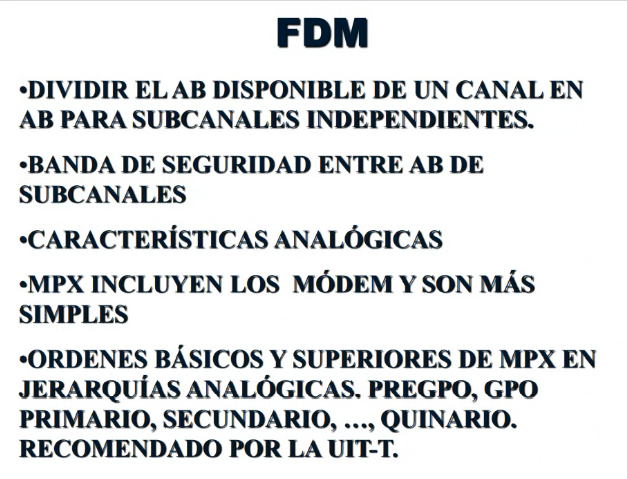 FDM
•DIVIDIR EL AB DISPONIBLE DE UN CANAL EN
AB PARA SUBCANALES INDEPENDIENTES.
•BANDA DE SEGURIDAD ENTRE AB DE
SUBCANALES
•CARACTERÍSTICAS ANALÓGICAS
•MPX INCLUYEN LOS MÓDEM Y SON MÁS
SIMPLES
•ORDENES BÁSICOS Y SUPERIORES DE MPX EN
JERARQUÍAS ANALÓGICAS. PREGPO, GPO
PRIMARIO, SECUNDARIO, …, QUINARIO.
RECOMENDADO POR LA UIT-T.